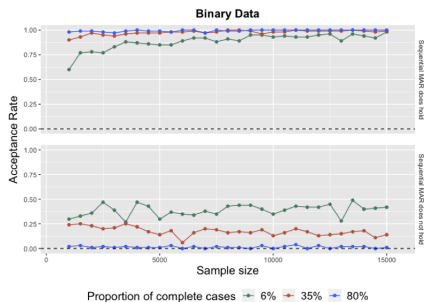 Binary Data
Acceptance Rate
1.00
0.75
0.50
0.25
0.00
Sequential MAR does hold
1.00
0.75
0.50
0.25
0.00
Sequential MAR does not hold
0
5000
10000
15000
Sample size
Proportion of complete cases 6% 35% 80%